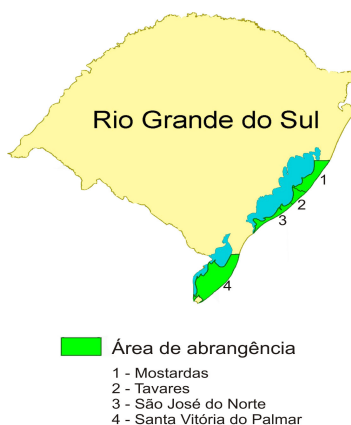 Rio Grande do Sul
1
2
3
4
Área de abrangência
1 - Mostardas
2 - Tavares
3 - São José do Norte
4 - Santa Vitória do Palmar